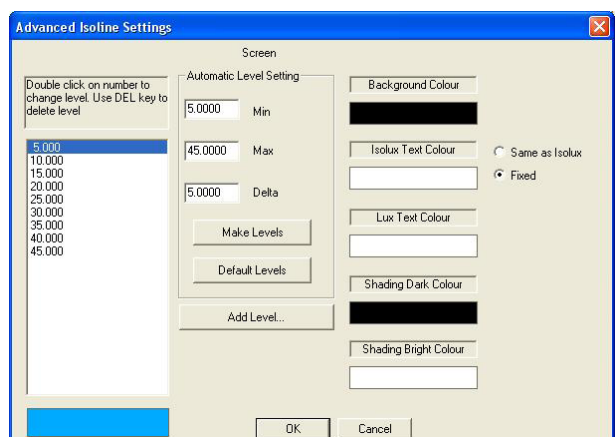 Advanced Isoline Settings
Screen
Double click on number to
change level. Use DEL key to
delete level
5.000
10.000
15.000
20.000
25.000
30.000
35.000
40.000
45.000
Automatic Level Setting
5.0000 Min
45.0000 Max
5.0000 Delta
Make Levels
Default Levels
Add Level...
Background Colour
Isolux Text Colour
Same as Isolux
Fixed
Lux Text Colour
Shading Dark Colour
Shading Bright Colour
OK
Cancel